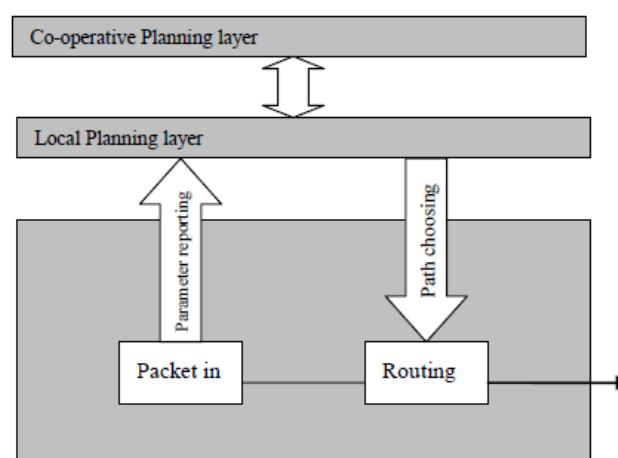 Co-operative Planning layer
Local Planning layer
Parameter reporting
Path choosing
Packet in
Routing